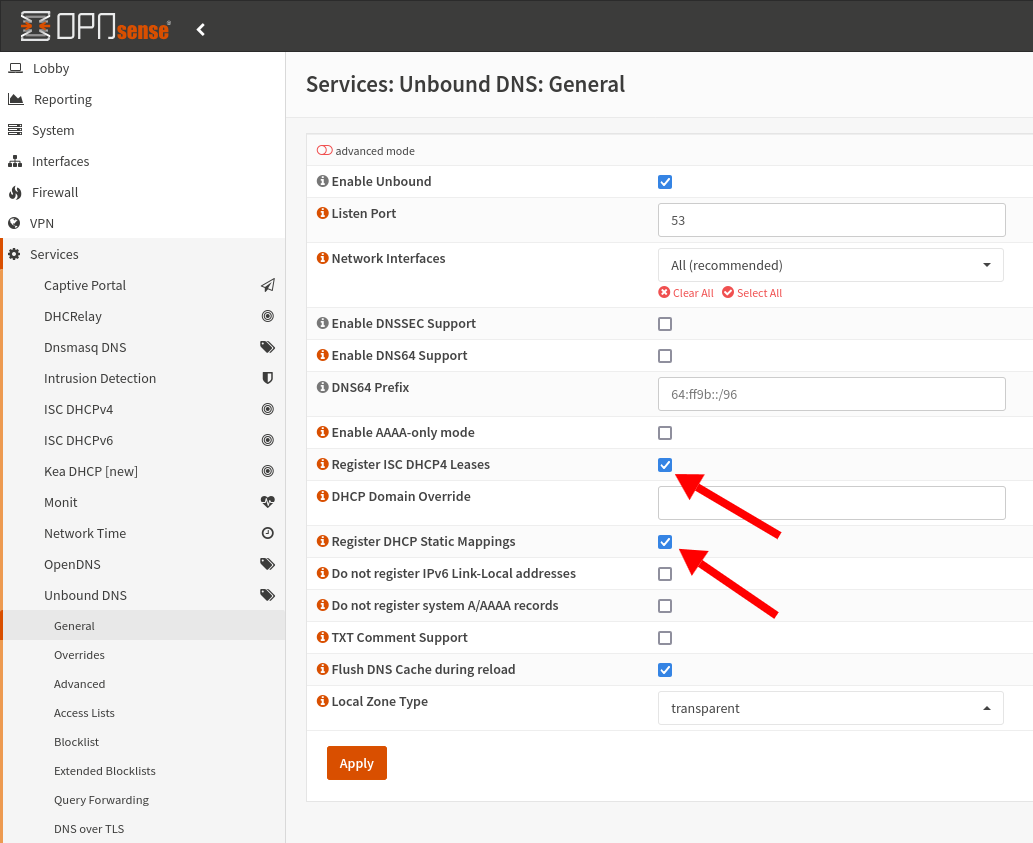 OPNsense
Lobby
Reporting
System
Interfaces
Firewall
VPN
Services
Captive Portal
DHCRelay
Dnsmasq DNS
Intrusion Detection
ISC DHCPv4
ISC DHCPv6
Kea DHCP [new]
Monit
Network Time
OpenDNS
Unbound DNS
General
Overrides
Advanced
Access Lists
Blocklist
Extended Blocklists
Query Forwarding
DNS over TLS
Services: Unbound DNS: General
advanced mode
Enable Unbound
Listen Port 53
Network Interfaces All (recommended)
Clear All Select All
Enable DNSSEC Support
Enable DNS64 Support
DNS64 Prefix 64:ff9b::/96
Enable AAAA-only mode
Register ISC DHCP4 Leases
DHCP Domain Override
Register DHCP Static Mappings
Do not register IPv6 Link-Local addresses
Do not register system A/AAAA records
TXT Comment Support
Flush DNS Cache during reload
Local Zone Type transparent
Apply